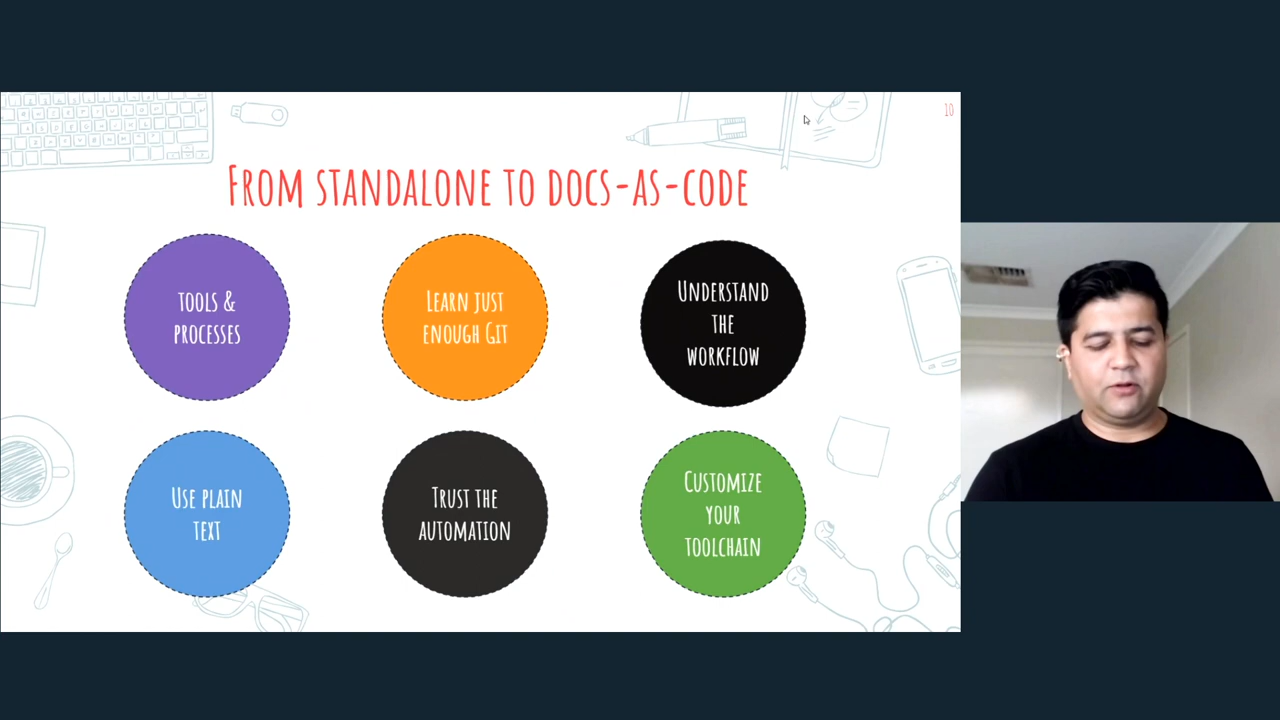 10
From standalone to docs-as-code
Tools &
processes
Learn just
enough Git
Understand
the
workflow
Use plain
text
Trust the
automation
Customize
your
toolchain